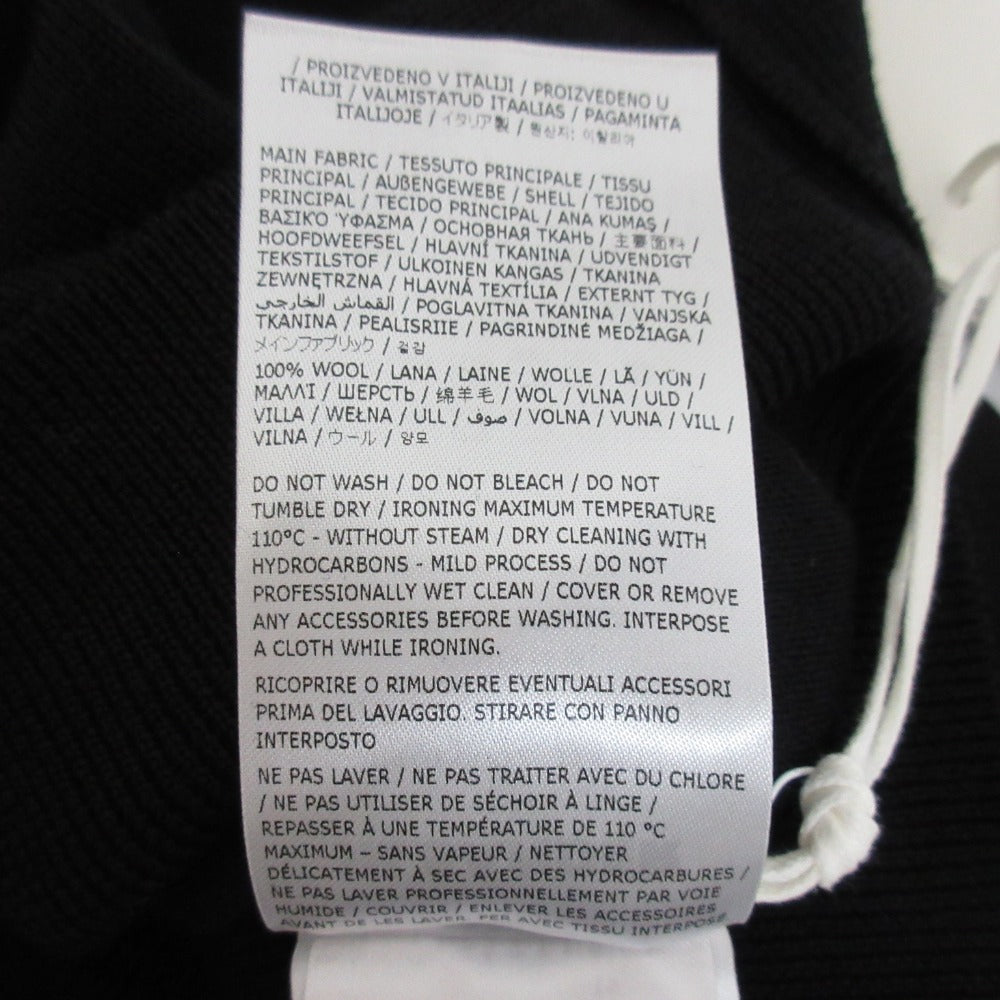 / PROIZVEDENO V ITALIJI / PROIZVEDENO U
ITALIJI / VALMISTATUD ITAALIAS / PAGAMINTA
ITALIJOJE / イタリア製 / 원산지: 이탈리아
MAIN FABRIC / TESSUTO PRINCIPALE / TISSU
PRINCIPAL / AUßENGEWEBE / SHELL / TEJIDO
PRINCIPAL / TECIDO PRINCIPAL / ANA KUMAŞ /
ΒΑΣΙΚΌ ΎΦΑΣΜΑ / ОСНОВНАЯ ТКАНЬ / 主要面料 /
HOOFDWEEFSEL / HLAVNÍ TKANINA / UDVENDIGT
TEKSTILSTOF / ULKOINEN KANGAS / TKANINA
ZEWNĘTRZNA / HLAVNÁ TEXTÍLIA / EXTERNT TYG /
القماش الخارجي / POGLAVITNA TKANINA / VANJSKA
TKANINA / PEALISRIIE / PAGRINDINĖ MEDŽIAGA /
メインファブリック / 겉감
100% WOOL / LANA / LAINE / WOLLE / LÃ / YÜN /
ΜΑΛΛΊ / ШЕРСТЬ / 绵羊毛 / WOL / VLNA / ULD /
VILLA / WEŁNA / ULL / صوف / VOLNA / VUNA / VILL /
VILNA / ウール / 양모
DO NOT WASH / DO NOT BLEACH / DO NOT
TUMBLE DRY / IRONING MAXIMUM TEMPERATURE
110°C - WITHOUT STEAM / DRY CLEANING WITH
HYDROCARBONS - MILD PROCESS / DO NOT
PROFESSIONALLY WET CLEAN / COVER OR REMOVE
ANY ACCESSORIES BEFORE WASHING. INTERPOSE
A CLOTH WHILE IRONING.
RICOPRIRE O RIMUOVERE EVENTUALI ACCESSORI
PRIMA DEL LAVAGGIO. STIRARE CON PANNO
INTERPOSTO
NE PAS LAVER / NE PAS TRAITER AVEC DU CHLORE
/ NE PAS UTILISER DE SÉCHOIR À LINGE /
REPASSER À UNE TEMPÉRATURE DE 110 °C
MAXIMUM – SANS VAPEUR / NETTOYER
DÉLICATEMENT À SEC AVEC DES HYDROCARBURES /
NE PAS LAVER PROFESSIONNELLEMENT PAR VOIE
HUMIDE / COUVRIR / ENLEVER LES ACCESSOIRES
AVANT DE LES LAVER. FER AVEC TISSU INTERPOSÉ